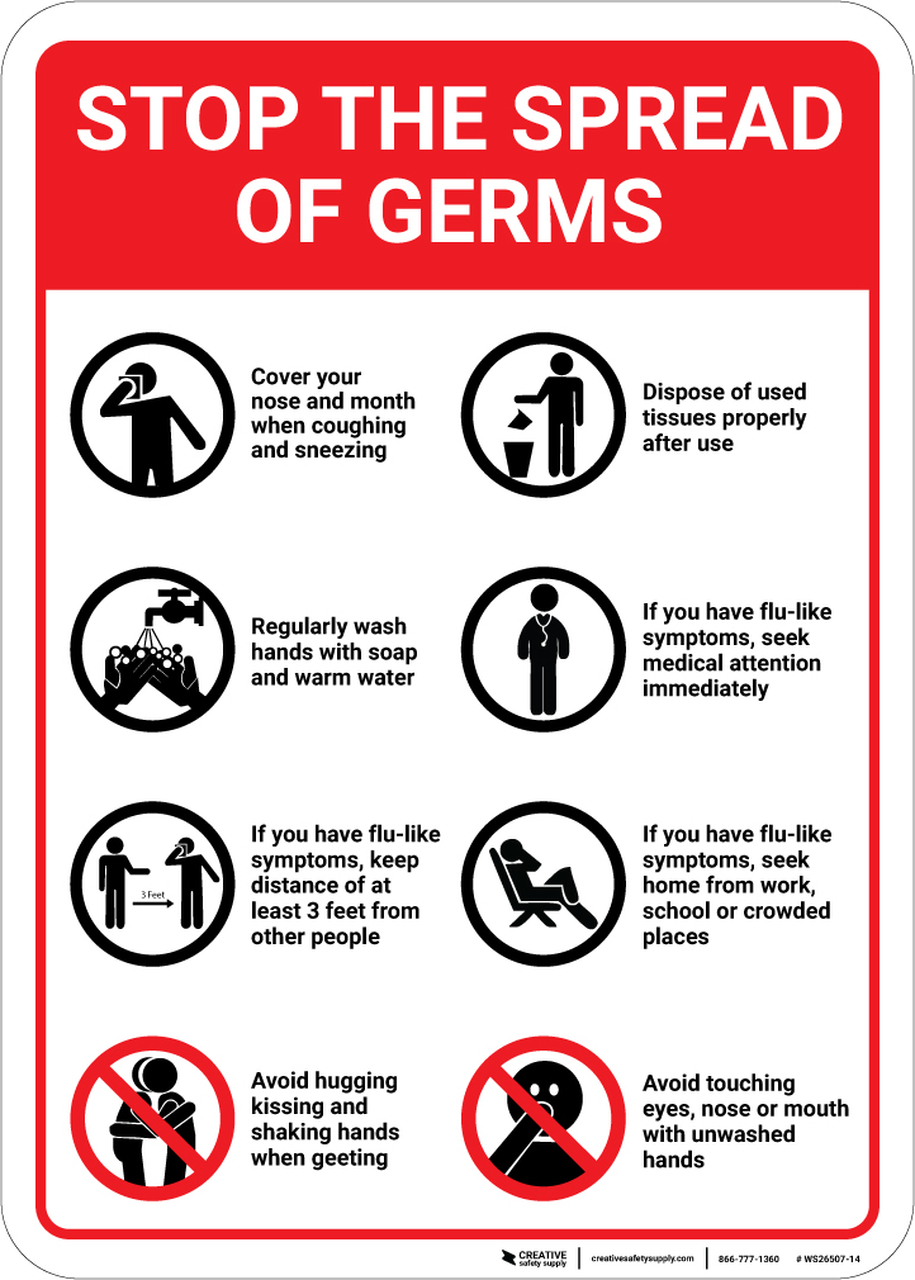 STOP THE SPREAD
OF GERMS
Cover your
nose and month
when coughing
and sneezing
Dispose of used
tissues properly
after use
Regularly wash
hands with soap
and warm water
If you have flu-like
symptoms, seek
medical attention
immediately
3 Feet
If you have flu-like
symptoms, keep
distance of at
least 3 feet from
other people
If you have flu-like
symptoms, seek
home from work,
school or crowded
places
Avoid hugging
kissing and
shaking hands
when geeting
Avoid touching
eyes, nose or mouth
with unwashed
hands
CREATIVE
safety supply
creativesafetysupply.com
866-777-1360
# WS26507-14